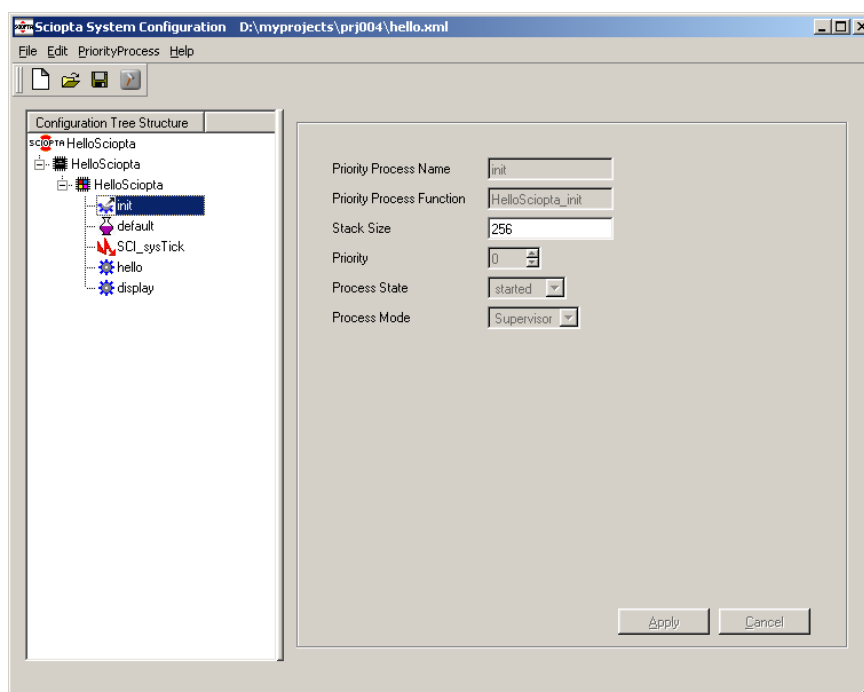 Sciopta System Configuration D:\myprojects\prj004\hello.xml
File Edit PriorityProcess Help
Configuration Tree Structure
SCIOPTA HelloSciopta
HelloSciopta
HelloSciopta
init
default
SCI_sysTick
hello
display
Priority Process Name init
Priority Process Function HelloSciopta_init
Stack Size 256
Priority 0
Process State started
Process Mode Supervisor
Apply Cancel